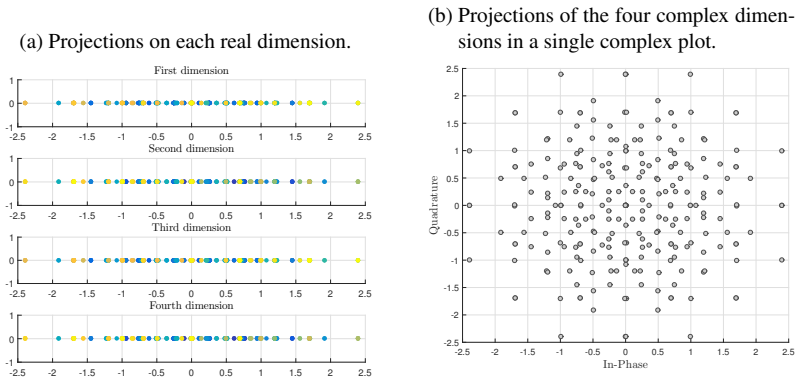 (a) Projections on each real dimension.
First dimension
1
0
-1
-2.5 -2 -1.5 -1 -0.5 0 0.5 1 1.5 2 2.5
Second dimension
1
0
-1
-2.5 -2 -1.5 -1 -0.5 0 0.5 1 1.5 2 2.5
Third dimension
1
0
-1
-2.5 -2 -1.5 -1 -0.5 0 0.5 1 1.5 2 2.5
Fourth dimension
1
0
-1
-2.5 -2 -1.5 -1 -0.5 0 0.5 1 1.5 2 2.5
(b) Projections of the four complex dimen-
sions in a single complex plot.
Quadrature
2.5
2
1.5
1
0.5
0
-0.5
-1
-1.5
-2
-2.5
-2.5 -2 -1.5 -1 -0.5 0 0.5 1 1.5 2 2.5
In-Phase